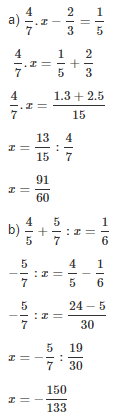 a) 4/7 . x − 2/3 = 1/5
4/7 . x = 1/5 + 2/3
4/7 . x = (1.3 + 2.5)/15
x = 13/15 : 4/7
x = 91/60
b) 4/5 + 5/7 : x = 1/6
−5/7 : x = 4/5 − 1/6
−5/7 : x = (24 − 5)/30
x = −5/7 : 19/30
x = −150/133